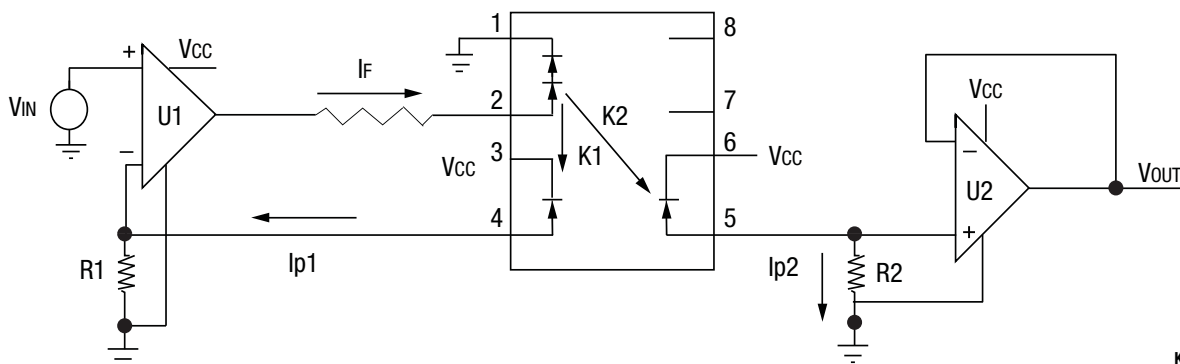 1
8
+
VCC
IF
VIN
U1
2
K2
7
VCC
K1
6
VCC
–
3
VCC
–
U2
VOUT
4
5
+
R1
Ip1
Ip2
R2
K